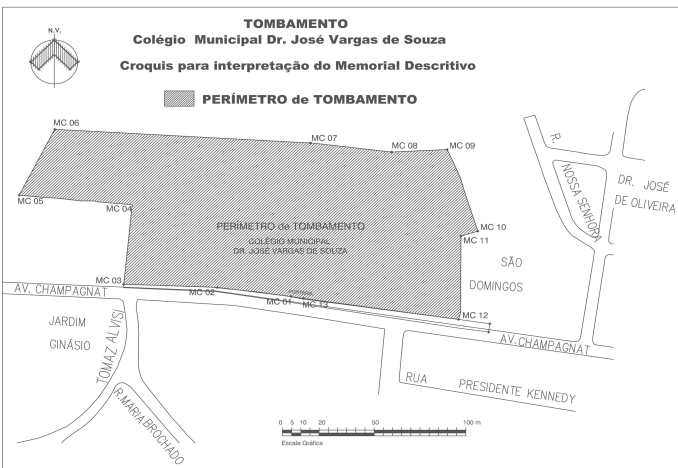 N.V.
TOMBAMENTO
Colégio Municipal Dr. José Vargas de Souza
Croquis para interpretação do Memorial Descritivo
PERÍMETRO de TOMBAMENTO
MC 06
MC 07
MC 08
MC 09
MC 05
MC 04
MC 10
MC 11
PERÍMETRO de TOMBAMENTO
COLÉGIO MUNICIPAL
DR. JOSÉ VARGAS DE SOUZA
R.
NOSSA SENHORA
DR. JOSÉ
DE OLIVEIRA
SÃO
DOMINGOS
MC 03
MC 02
PORTARIA
MC 01
MC 13
MC 12
AV. CHAMPAGNAT
AV. CHAMPAGNAT
JARDIM
GINÁSIO
TOMAZ ALVISI
R.MARIA BROCHADO
RUA PRESIDENTE KENNEDY
0 5 10 20 50 100 m
Escala Gráfica